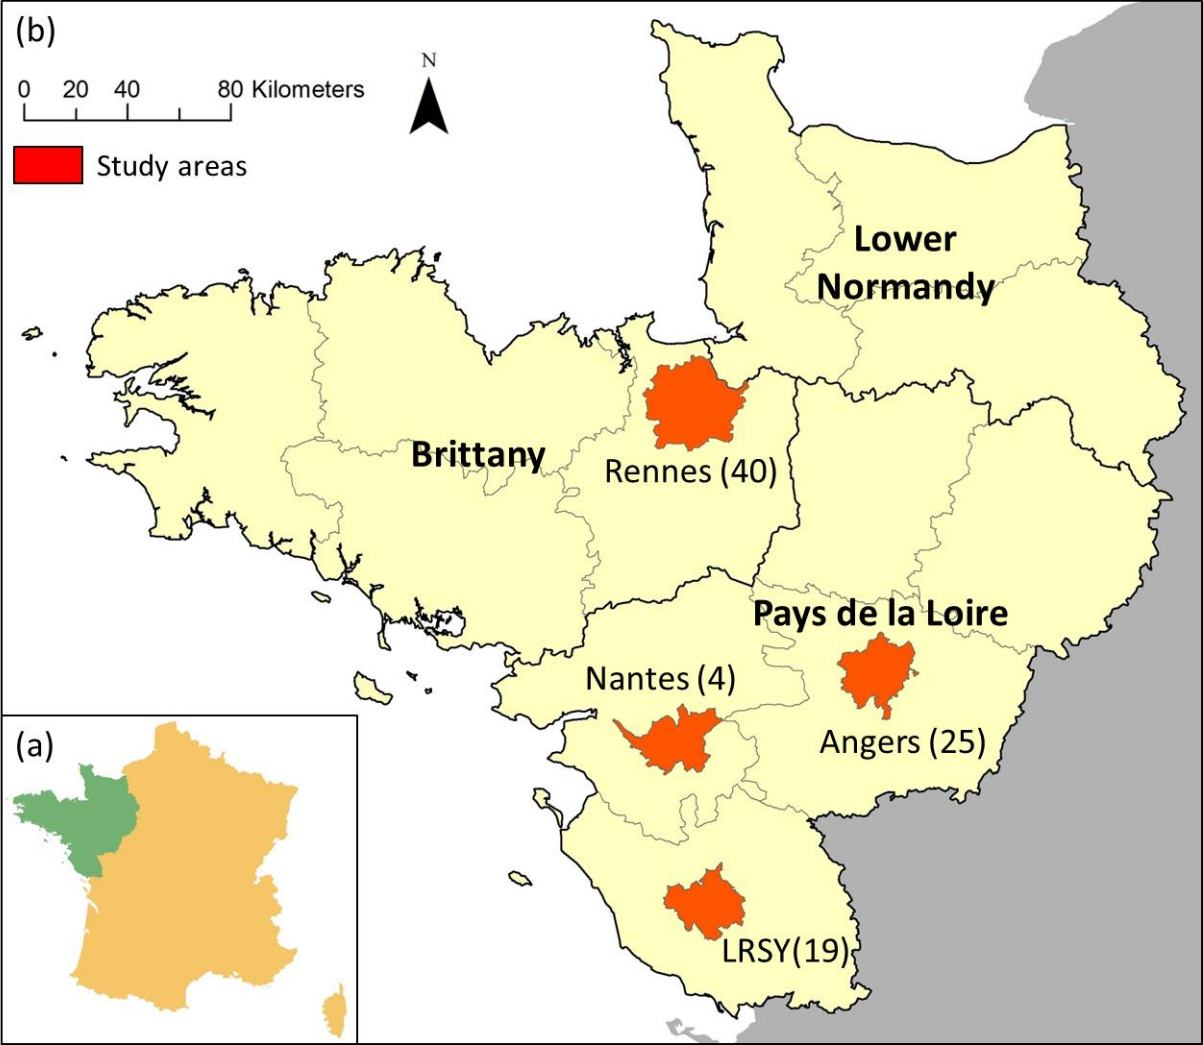 (b)
N
0 20 40 80 Kilometers
Study areas
Lower
Normandy
Brittany
Rennes (40)
Pays de la Loire
Nantes (4)
Angers (25)
(a)
LRSY(19)